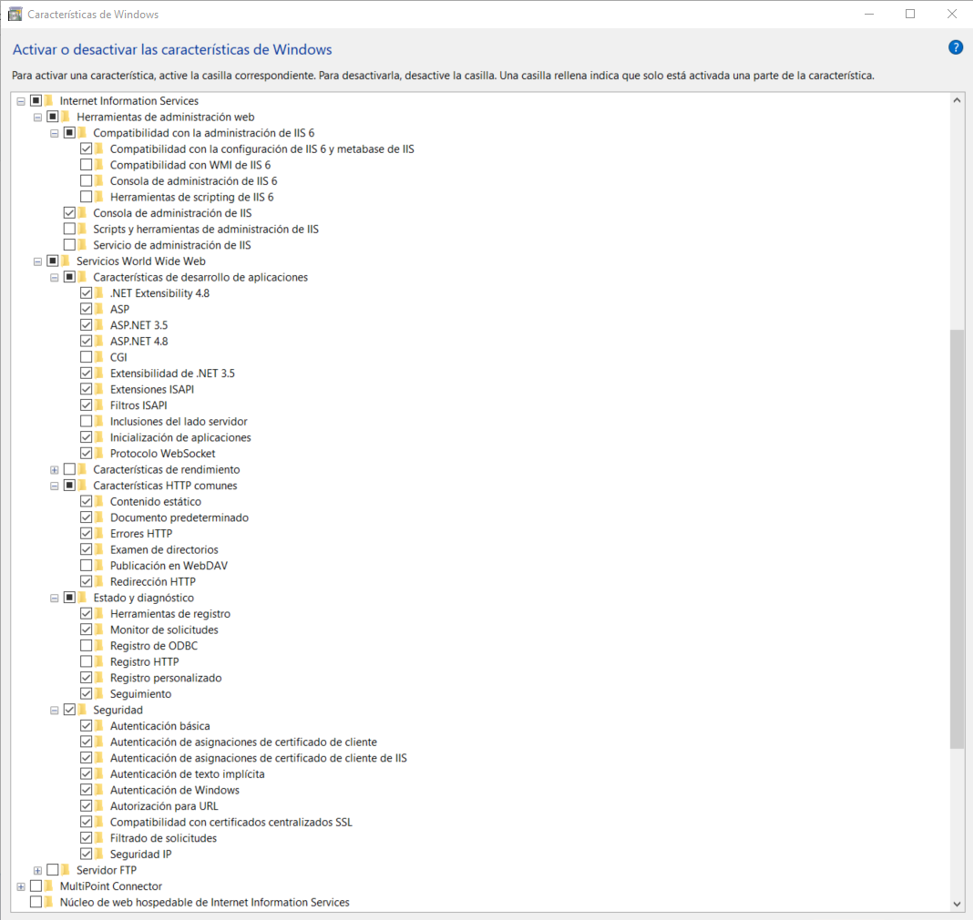 Características de Windows
Activar o desactivar las características de Windows
?
Para activar una característica, active la casilla correspondiente. Para desactivarla, desactive la casilla. Una casilla rellena indica que solo está activada una parte de la característica.
Internet Information Services
Herramientas de administración web
Compatibilidad con la administración de IIS 6
Compatibilidad con la configuración de IIS 6 y metabase de IIS
Compatibilidad con WMI de IIS 6
Consola de administración de IIS 6
Herramientas de scripting de IIS 6
Consola de administración de IIS
Scripts y herramientas de administración de IIS
Servicio de administración de IIS
Servicios World Wide Web
Características de desarrollo de aplicaciones
.NET Extensibility 4.8
ASP
ASP.NET 3.5
ASP.NET 4.8
CGI
Extensibilidad de .NET 3.5
Extensiones ISAPI
Filtros ISAPI
Inclusiones del lado servidor
Inicialización de aplicaciones
Protocolo WebSocket
Características de rendimiento
Características HTTP comunes
Contenido estático
Documento predeterminado
Errores HTTP
Examen de directorios
Publicación en WebDAV
Redirección HTTP
Estado y diagnóstico
Herramientas de registro
Monitor de solicitudes
Registro de ODBC
Registro HTTP
Registro personalizado
Seguimiento
Seguridad
Autenticación básica
Autenticación de asignaciones de certificado de cliente
Autenticación de asignaciones de certificado de cliente de IIS
Autenticación de texto implícita
Autenticación de Windows
Autorización para URL
Compatibilidad con certificados centralizados SSL
Filtrado de solicitudes
Seguridad IP
Servidor FTP
MultiPoint Connector
Núcleo de web hospedable de Internet Information Services